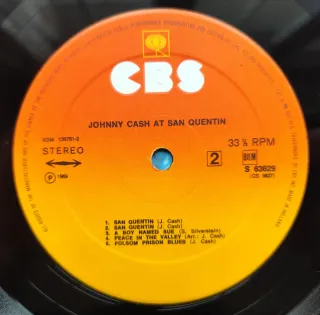 CBS
JOHNNY CASH AT SAN QUENTIN
STEREO
33⅓ RPM
2
BIEM
S 63629
℗ 1969
1. SAN QUENTIN (J. Cash)
2. SAN QUENTIN (J. Cash)
3. A BOY NAMED SUE (S. Silverstein)
4. PEACE IN THE VALLEY (Arr.: J. Cash)
5. FOLSOM PRISON BLUES (J. Cash)